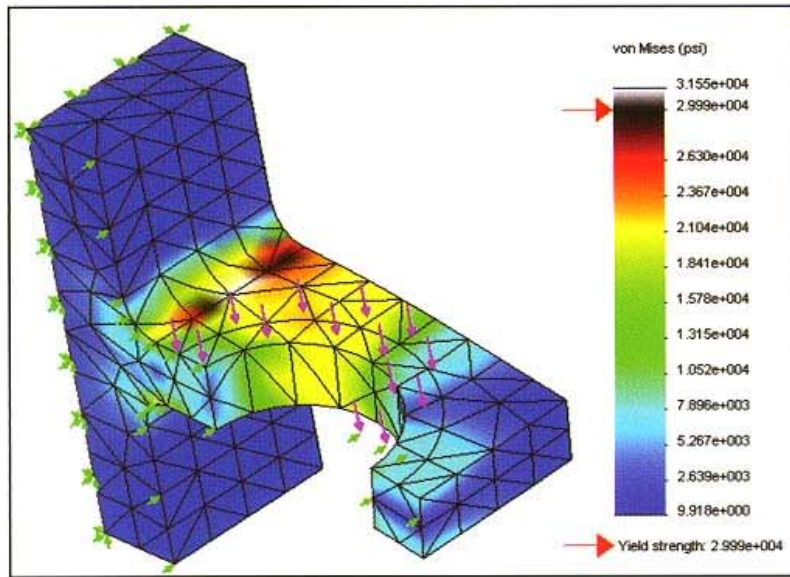 von Mises (psi)
3.155e+004
2.999e+004
2.630e+004
2.367e+004
2.104e+004
1.841e+004
1.578e+004
1.315e+004
1.052e+004
7.896e+003
5.267e+003
2.639e+003
9.918e+000
Yield strength: 2.999e+004